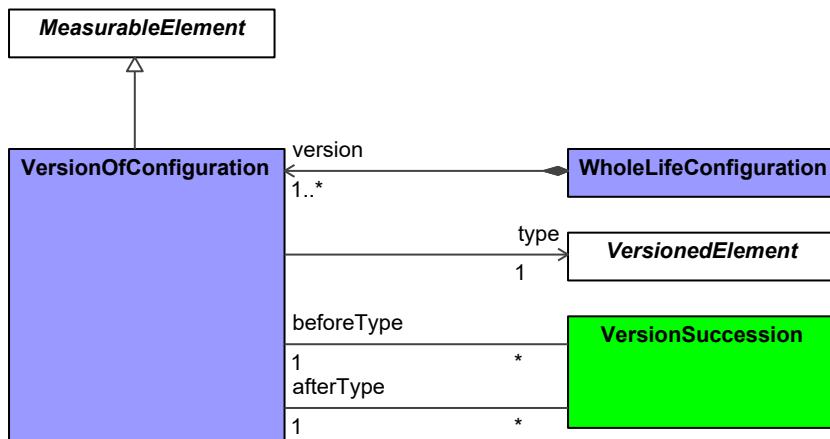 MeasurableElement
VersionOfConfiguration
version
1..*
WholeLifeConfiguration
type
1
VersionedElement
beforeType
1
*
VersionSuccession
afterType
1
*